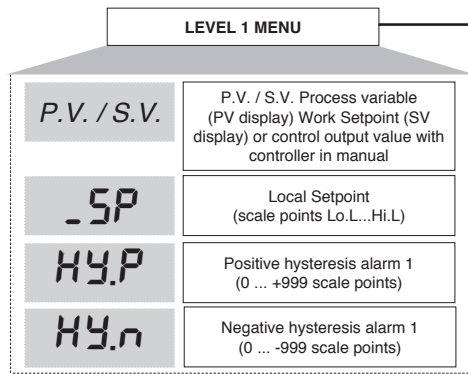 LEVEL 1 MENU
P.V. / S.V.
P.V. / S.V. Process variable
(PV display) Work Setpoint (SV
display) or control output value with
controller in manual
_SP
Local Setpoint
(scale points Lo.L...Hi.L)
HY.P
Positive hysteresis alarm 1
(0 ... +999 scale points)
HY.n
Negative hysteresis alarm 1
(0 ... -999 scale points)